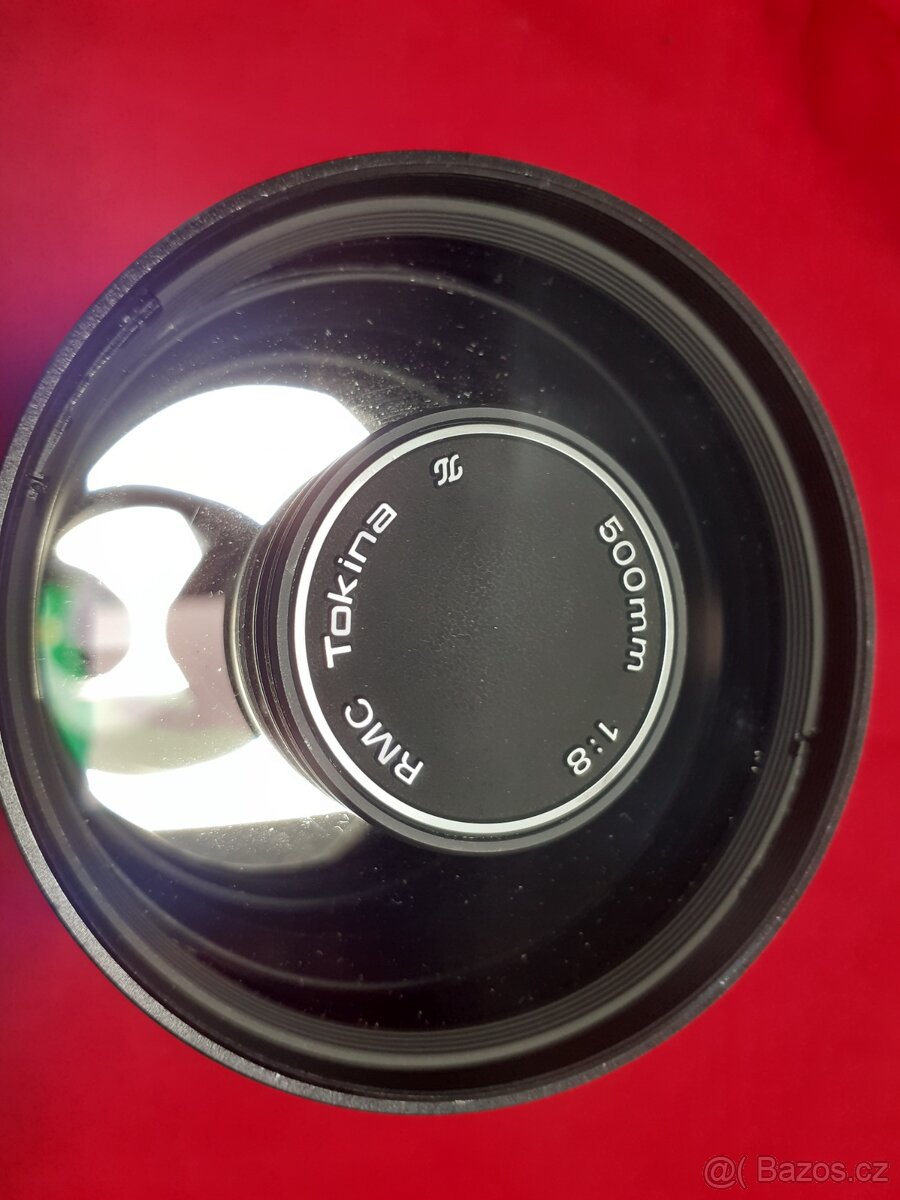 RMC Tokina
500mm 1:8
@( Bazos.cz